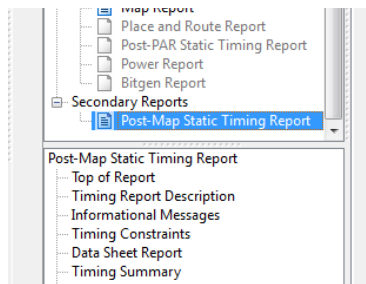 Map Report
Place and Route Report
Post-PAR Static Timing Report
Power Report
Bitgen Report
Secondary Reports
Post-Map Static Timing Report
Post-Map Static Timing Report
Top of Report
Timing Report Description
Informational Messages
Timing Constraints
Data Sheet Report
Timing Summary